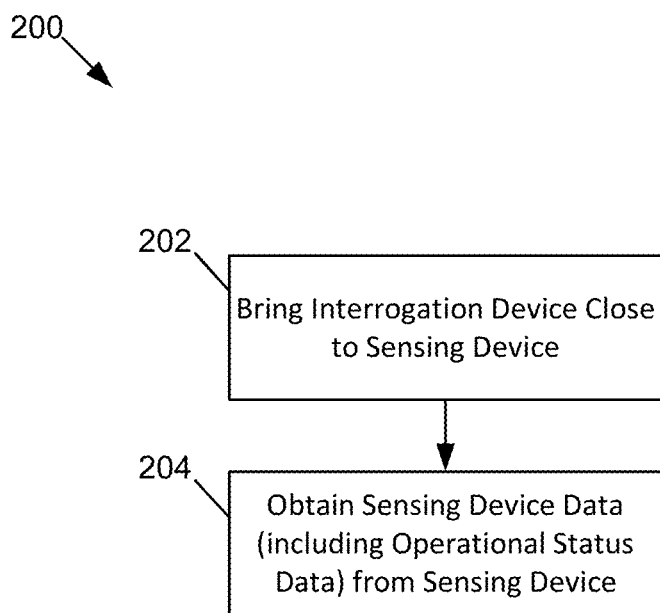 200
202
Bring Interrogation Device Close
to Sensing Device
204
Obtain Sensing Device Data
(including Operational Status
Data) from Sensing Device